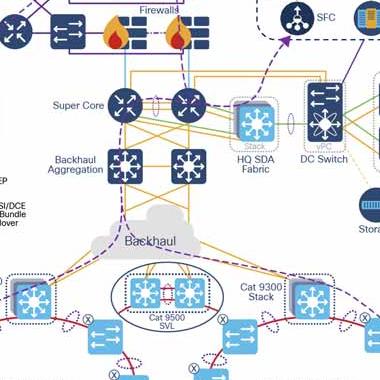 Firewalls
SFC
Super Core
Stack
vPC
HQ SDA
Fabric
DC Switch
Backhaul
Aggregation
EP
SI/DCE
Bundle
lover
Stora
Backhaul
Cat 9300
Stack
Cat 9500
SVL
X
X
X
X